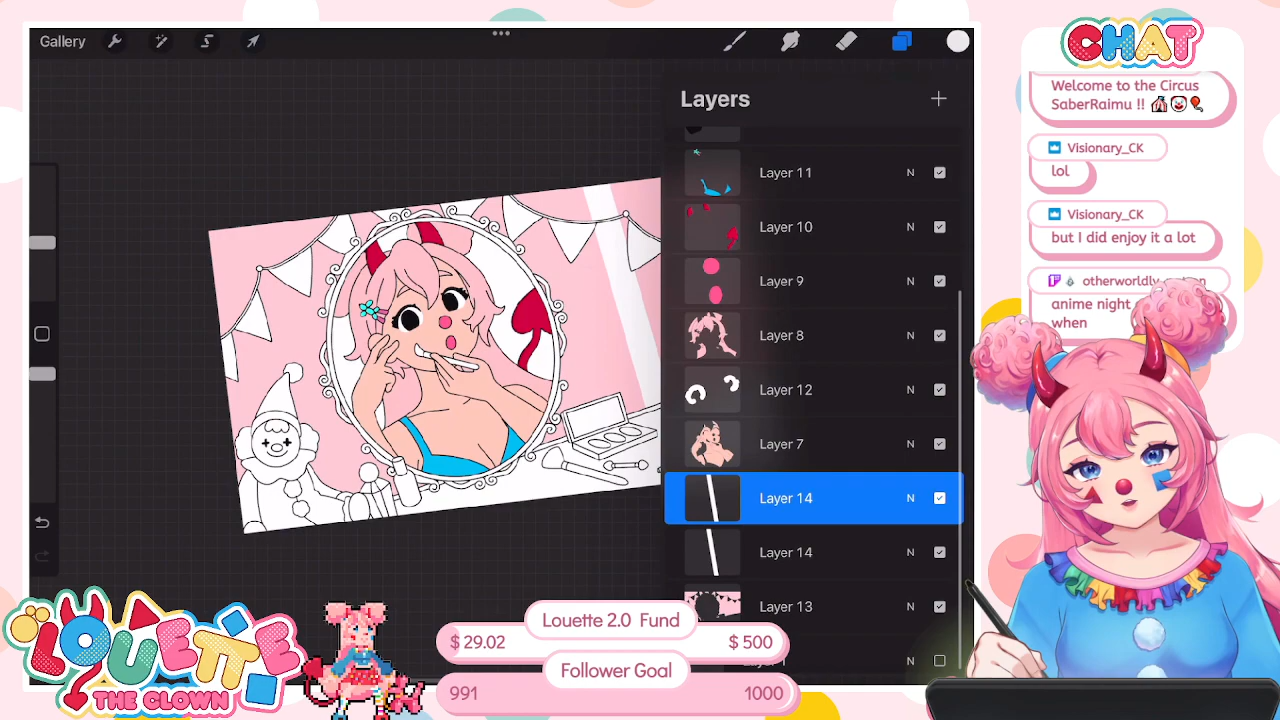 Gallery
Layers
Layer 11
N
Layer 10
N
Layer 9
N
Layer 8
N
Layer 12
N
Layer 7
N
Layer 14
N
Layer 14
N
Layer 13
N
N
CHAT
Welcome to the Circus
SaberRaimu !!
Visionary_CK
lol
Visionary_CK
but I did enjoy it a lot
anime night
when
LOUETTE
THE CLOWN
Louette 2.0 Fund
$ 29.02
$ 500
Follower Goal
991
1000